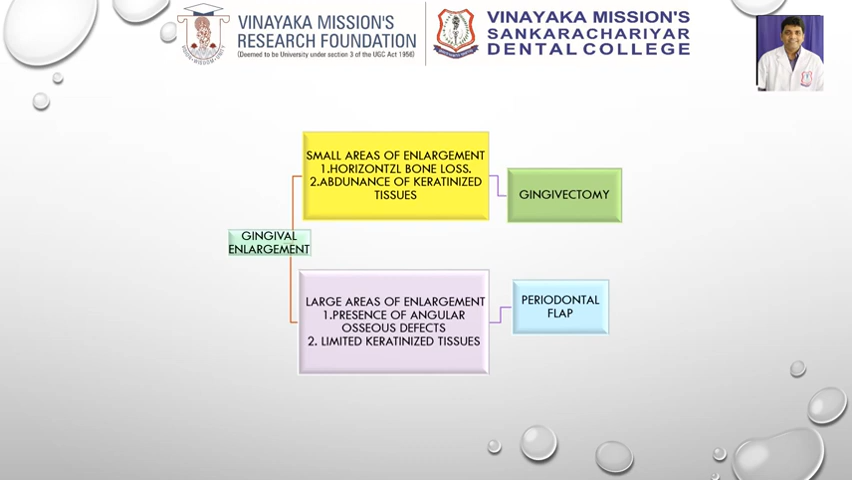 VINAYAKA MISSION'S
RESEARCH FOUNDATION
(Deemed to be University under section 3 of the UGC Act 1956)
VINAYAKA MISSION'S
SANKARACHARIYAR
DENTAL COLLEGE
SMALL AREAS OF ENLARGEMENT
1.HORIZONTZL BONE LOSS.
2.ABDUNANCE OF KERATINIZED
TISSUES
GINGIVECTOMY
GINGIVAL
ENLARGEMENT
LARGE AREAS OF ENLARGEMENT
1.PRESENCE OF ANGULAR
OSSEOUS DEFECTS
2. LIMITED KERATINIZED TISSUES
PERIODONTAL
FLAP